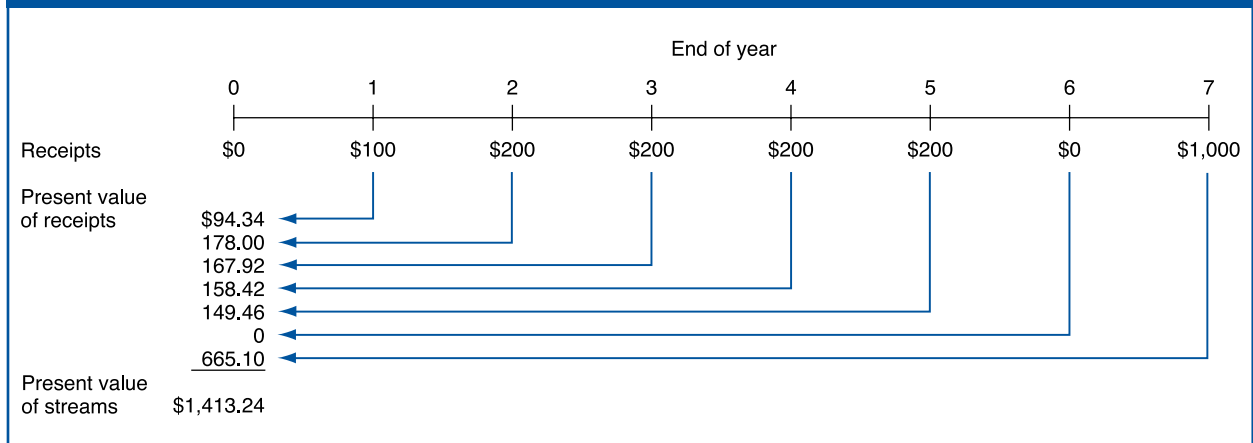 End of year
0 1 2 3 4 5 6 7
Receipts $0 $100 $200 $200 $200 $200 $0 $1,000
Present value
of receipts
$94.34
178.00
167.92
158.42
149.46
0
665.10
Present value
of streams $1,413.24